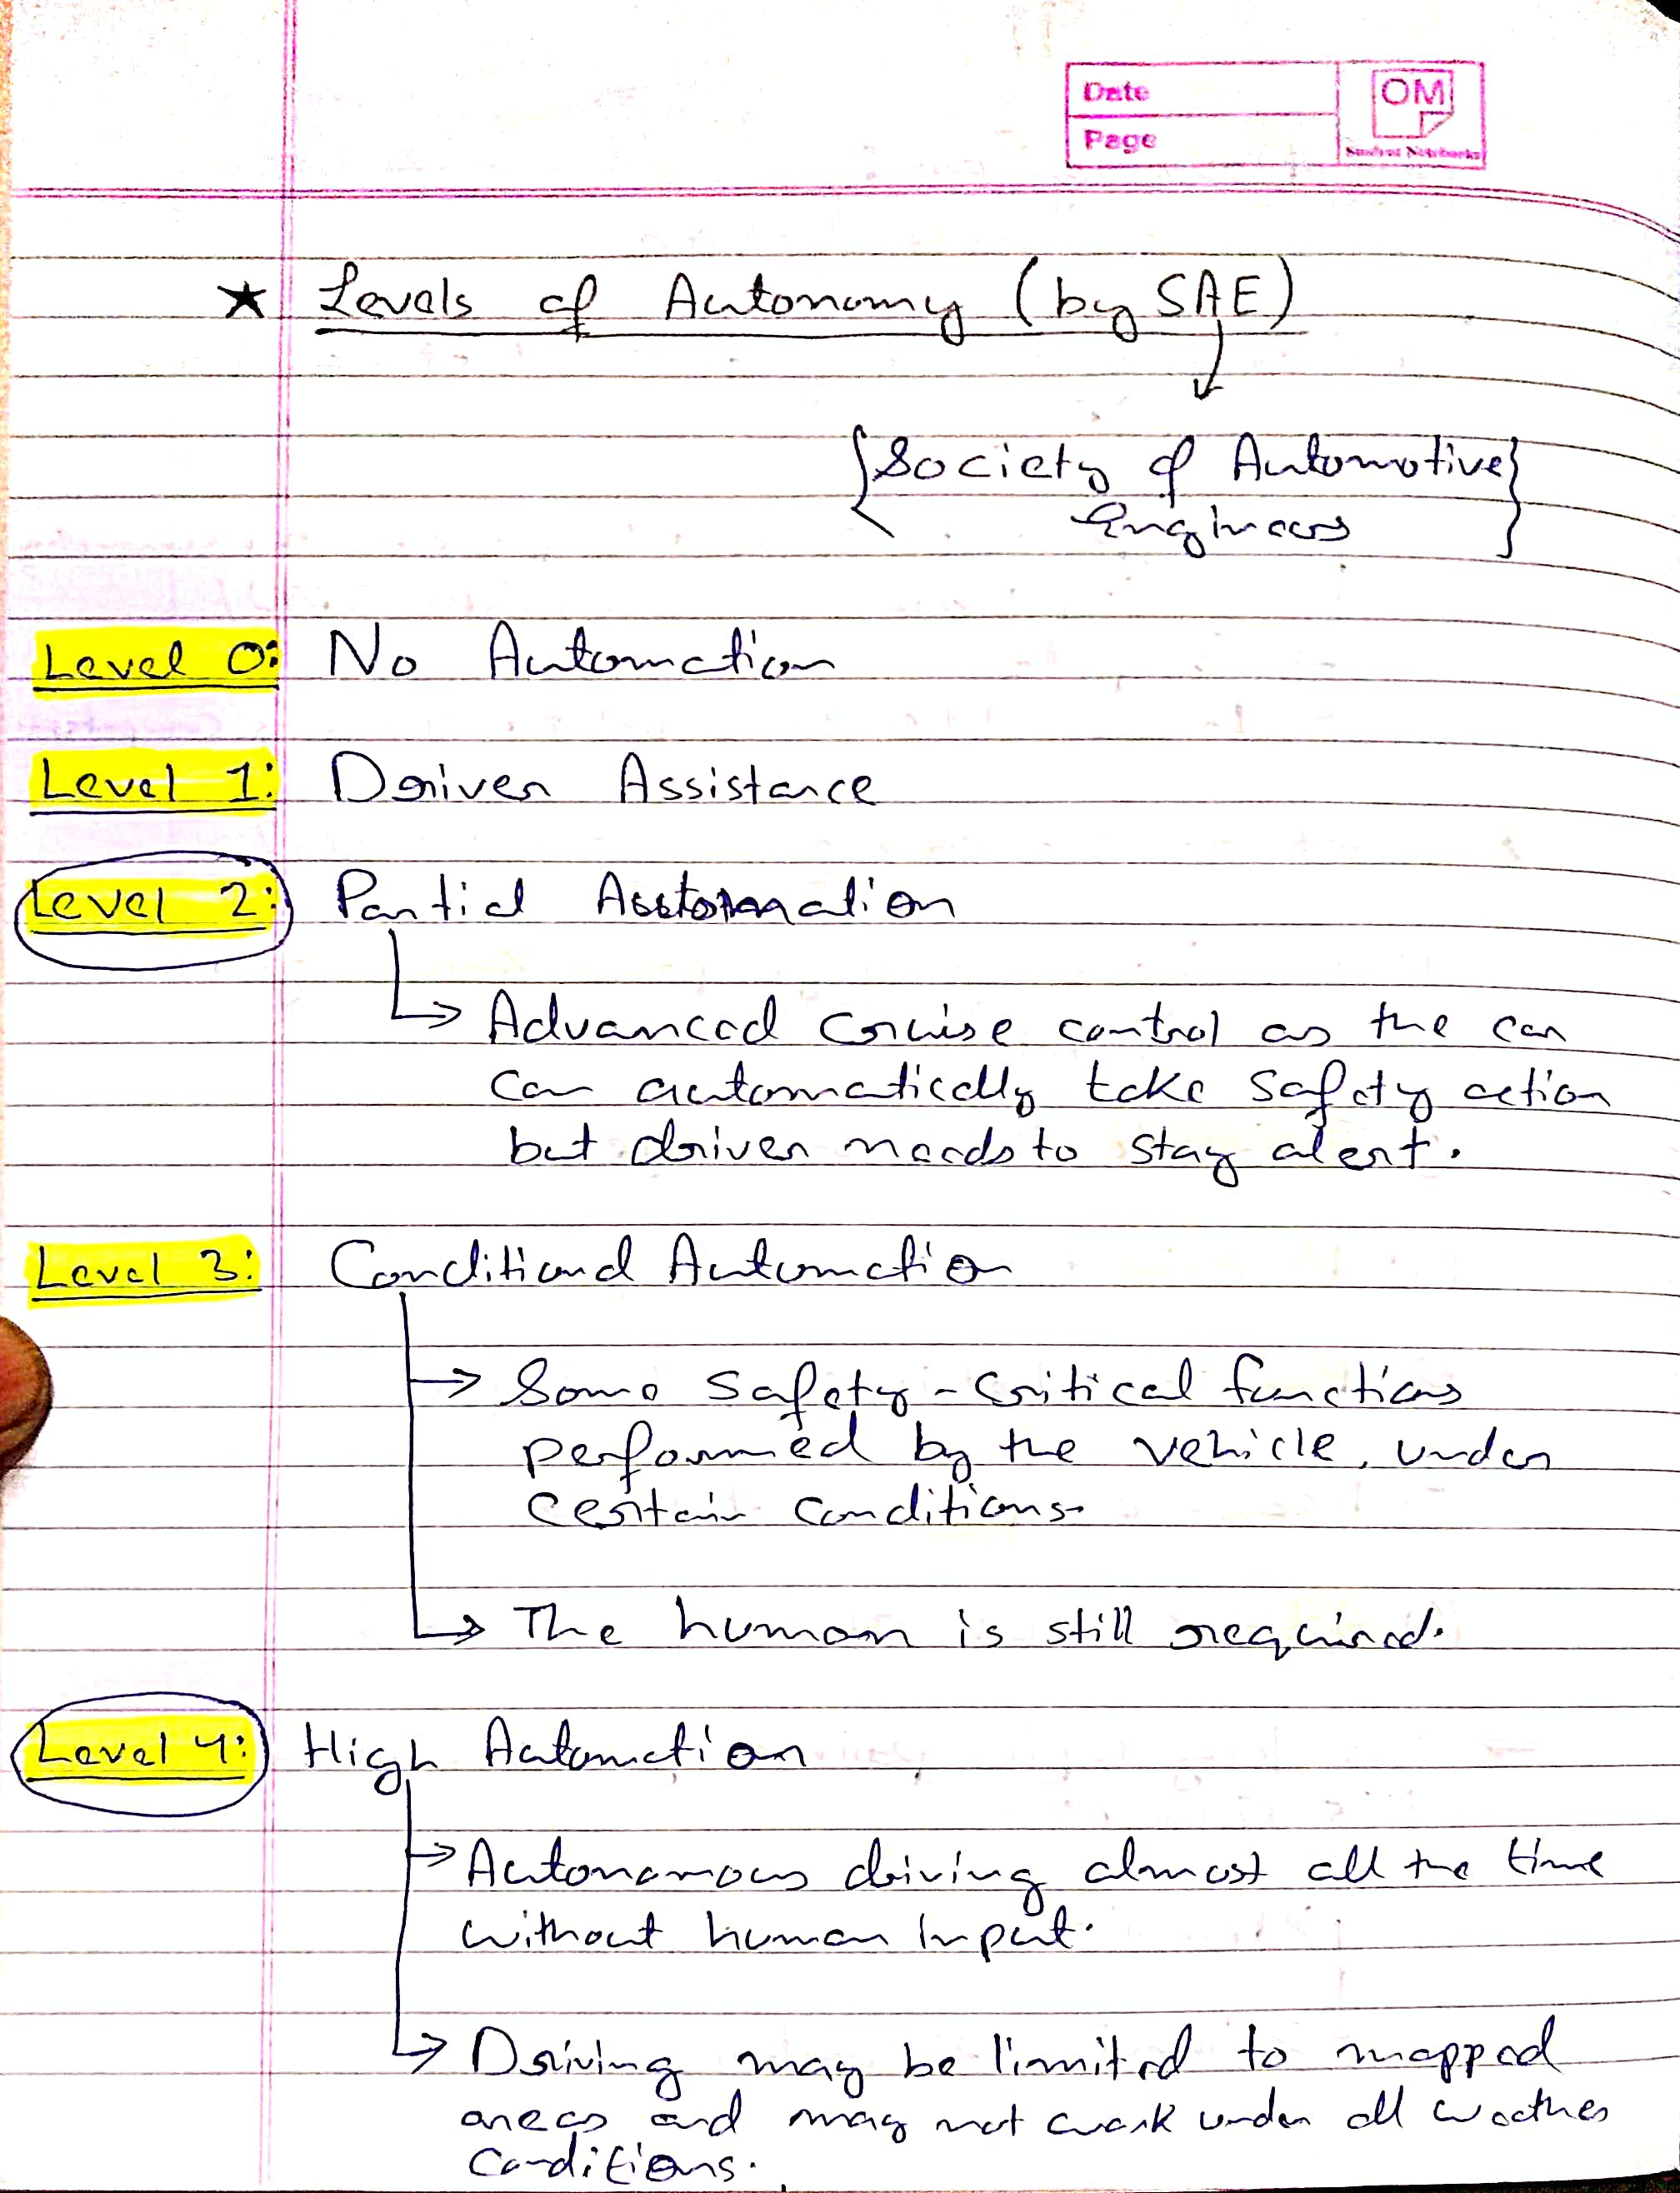 Date
Page
OM
Student Notebooks
★ Levels of Autonomy (by SAE)
{Society of Automotive
Engineers}
Level 0: No Automation
Level 1: Driver Assistance
Level 2: Partial Automation
→ Advanced cruise control as the car
can automatically take safety action
but driver needs to stay alert.
Level 3: Conditional Automation
→ Some safety-critical functions
performed by the vehicle, under
certain conditions.
→ The human is still required.
Level 4: High Automation
→ Autonomous driving almost all the time
without human input.
→ Driving may be limited to mapped
areas and may not work under all weather
conditions.